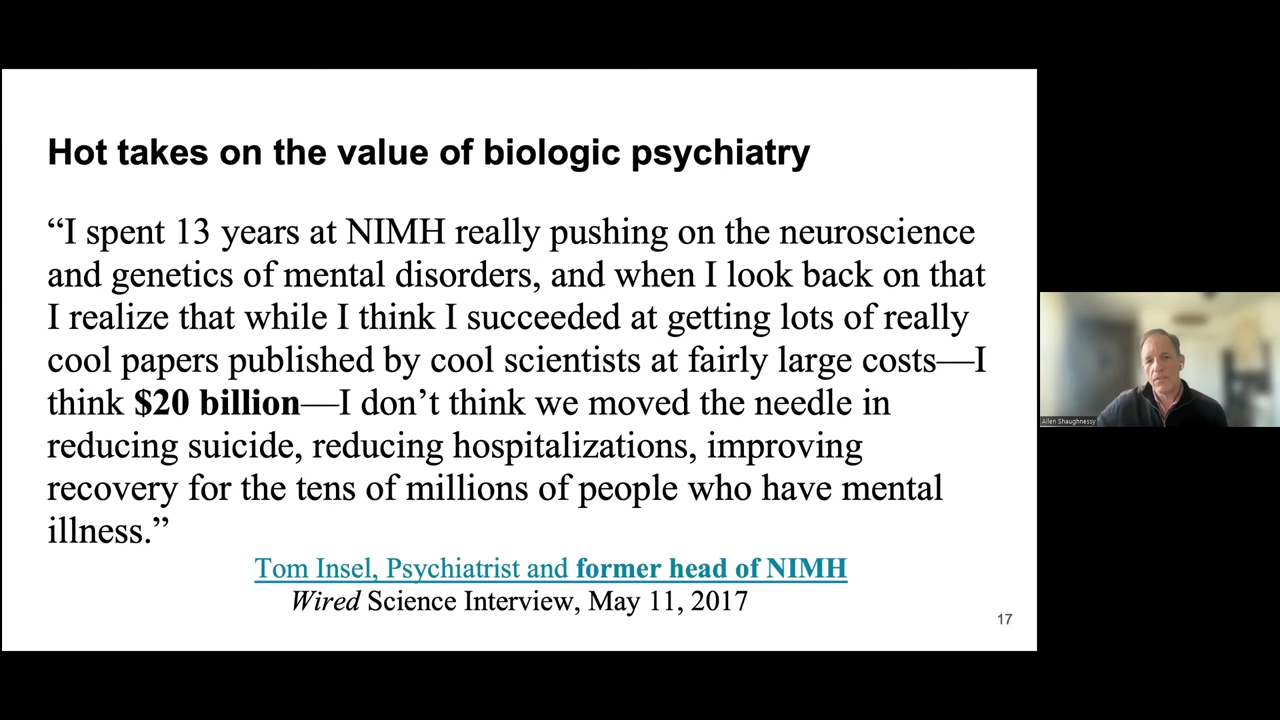 Hot takes on the value of biologic psychiatry
“I spent 13 years at NIMH really pushing on the neuroscience
and genetics of mental disorders, and when I look back on that
I realize that while I think I succeeded at getting lots of really
cool papers published by cool scientists at fairly large costs—I
think $20 billion—I don’t think we moved the needle in
reducing suicide, reducing hospitalizations, improving
recovery for the tens of millions of people who have mental
illness.”
Tom Insel, Psychiatrist and former head of NIMH
Wired Science Interview, May 11, 2017
17
Allen Shaughnessy